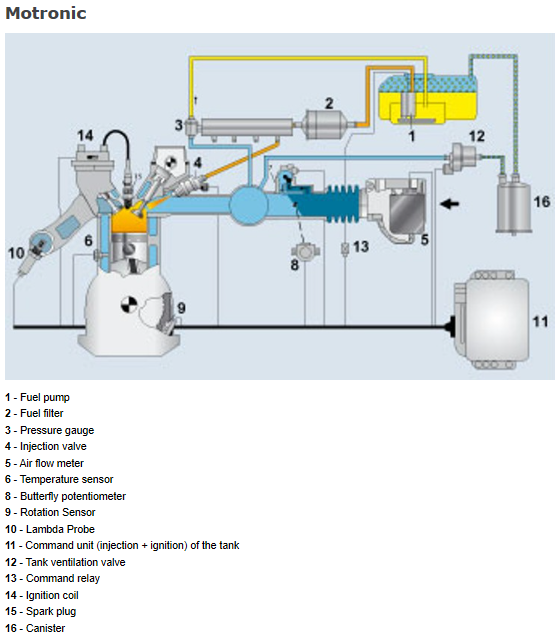 Motronic
2
3
1
14
12
4
15
16
5
6
13
10
8
9
11
1 - Fuel pump
2 - Fuel filter
3 - Pressure gauge
4 - Injection valve
5 - Air flow meter
6 - Temperature sensor
8 - Butterfly potentiometer
9 - Rotation Sensor
10 - Lambda Probe
11 - Command unit (injection + ignition) of the tank
12 - Tank ventilation valve
13 - Command relay
14 - Ignition coil
15 - Spark plug
16 - Canister